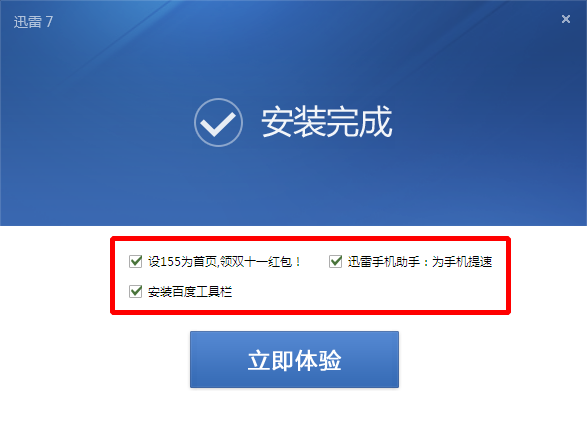 迅雷 7
安装完成
设155为首页,领双十一红包！ 迅雷手机助手：为手机提速
安装百度工具栏
立即体验